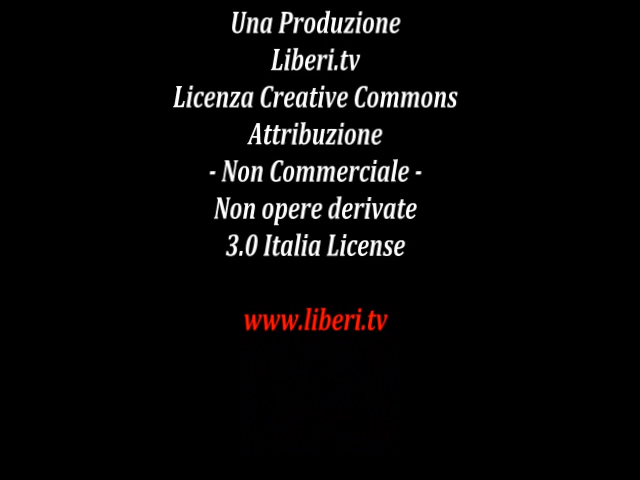 Una Produzione
Liberi.tv
Licenza Creative Commons
Attribuzione
- Non Commerciale -
Non opere derivate
3.0 Italia License
www.liberi.tv